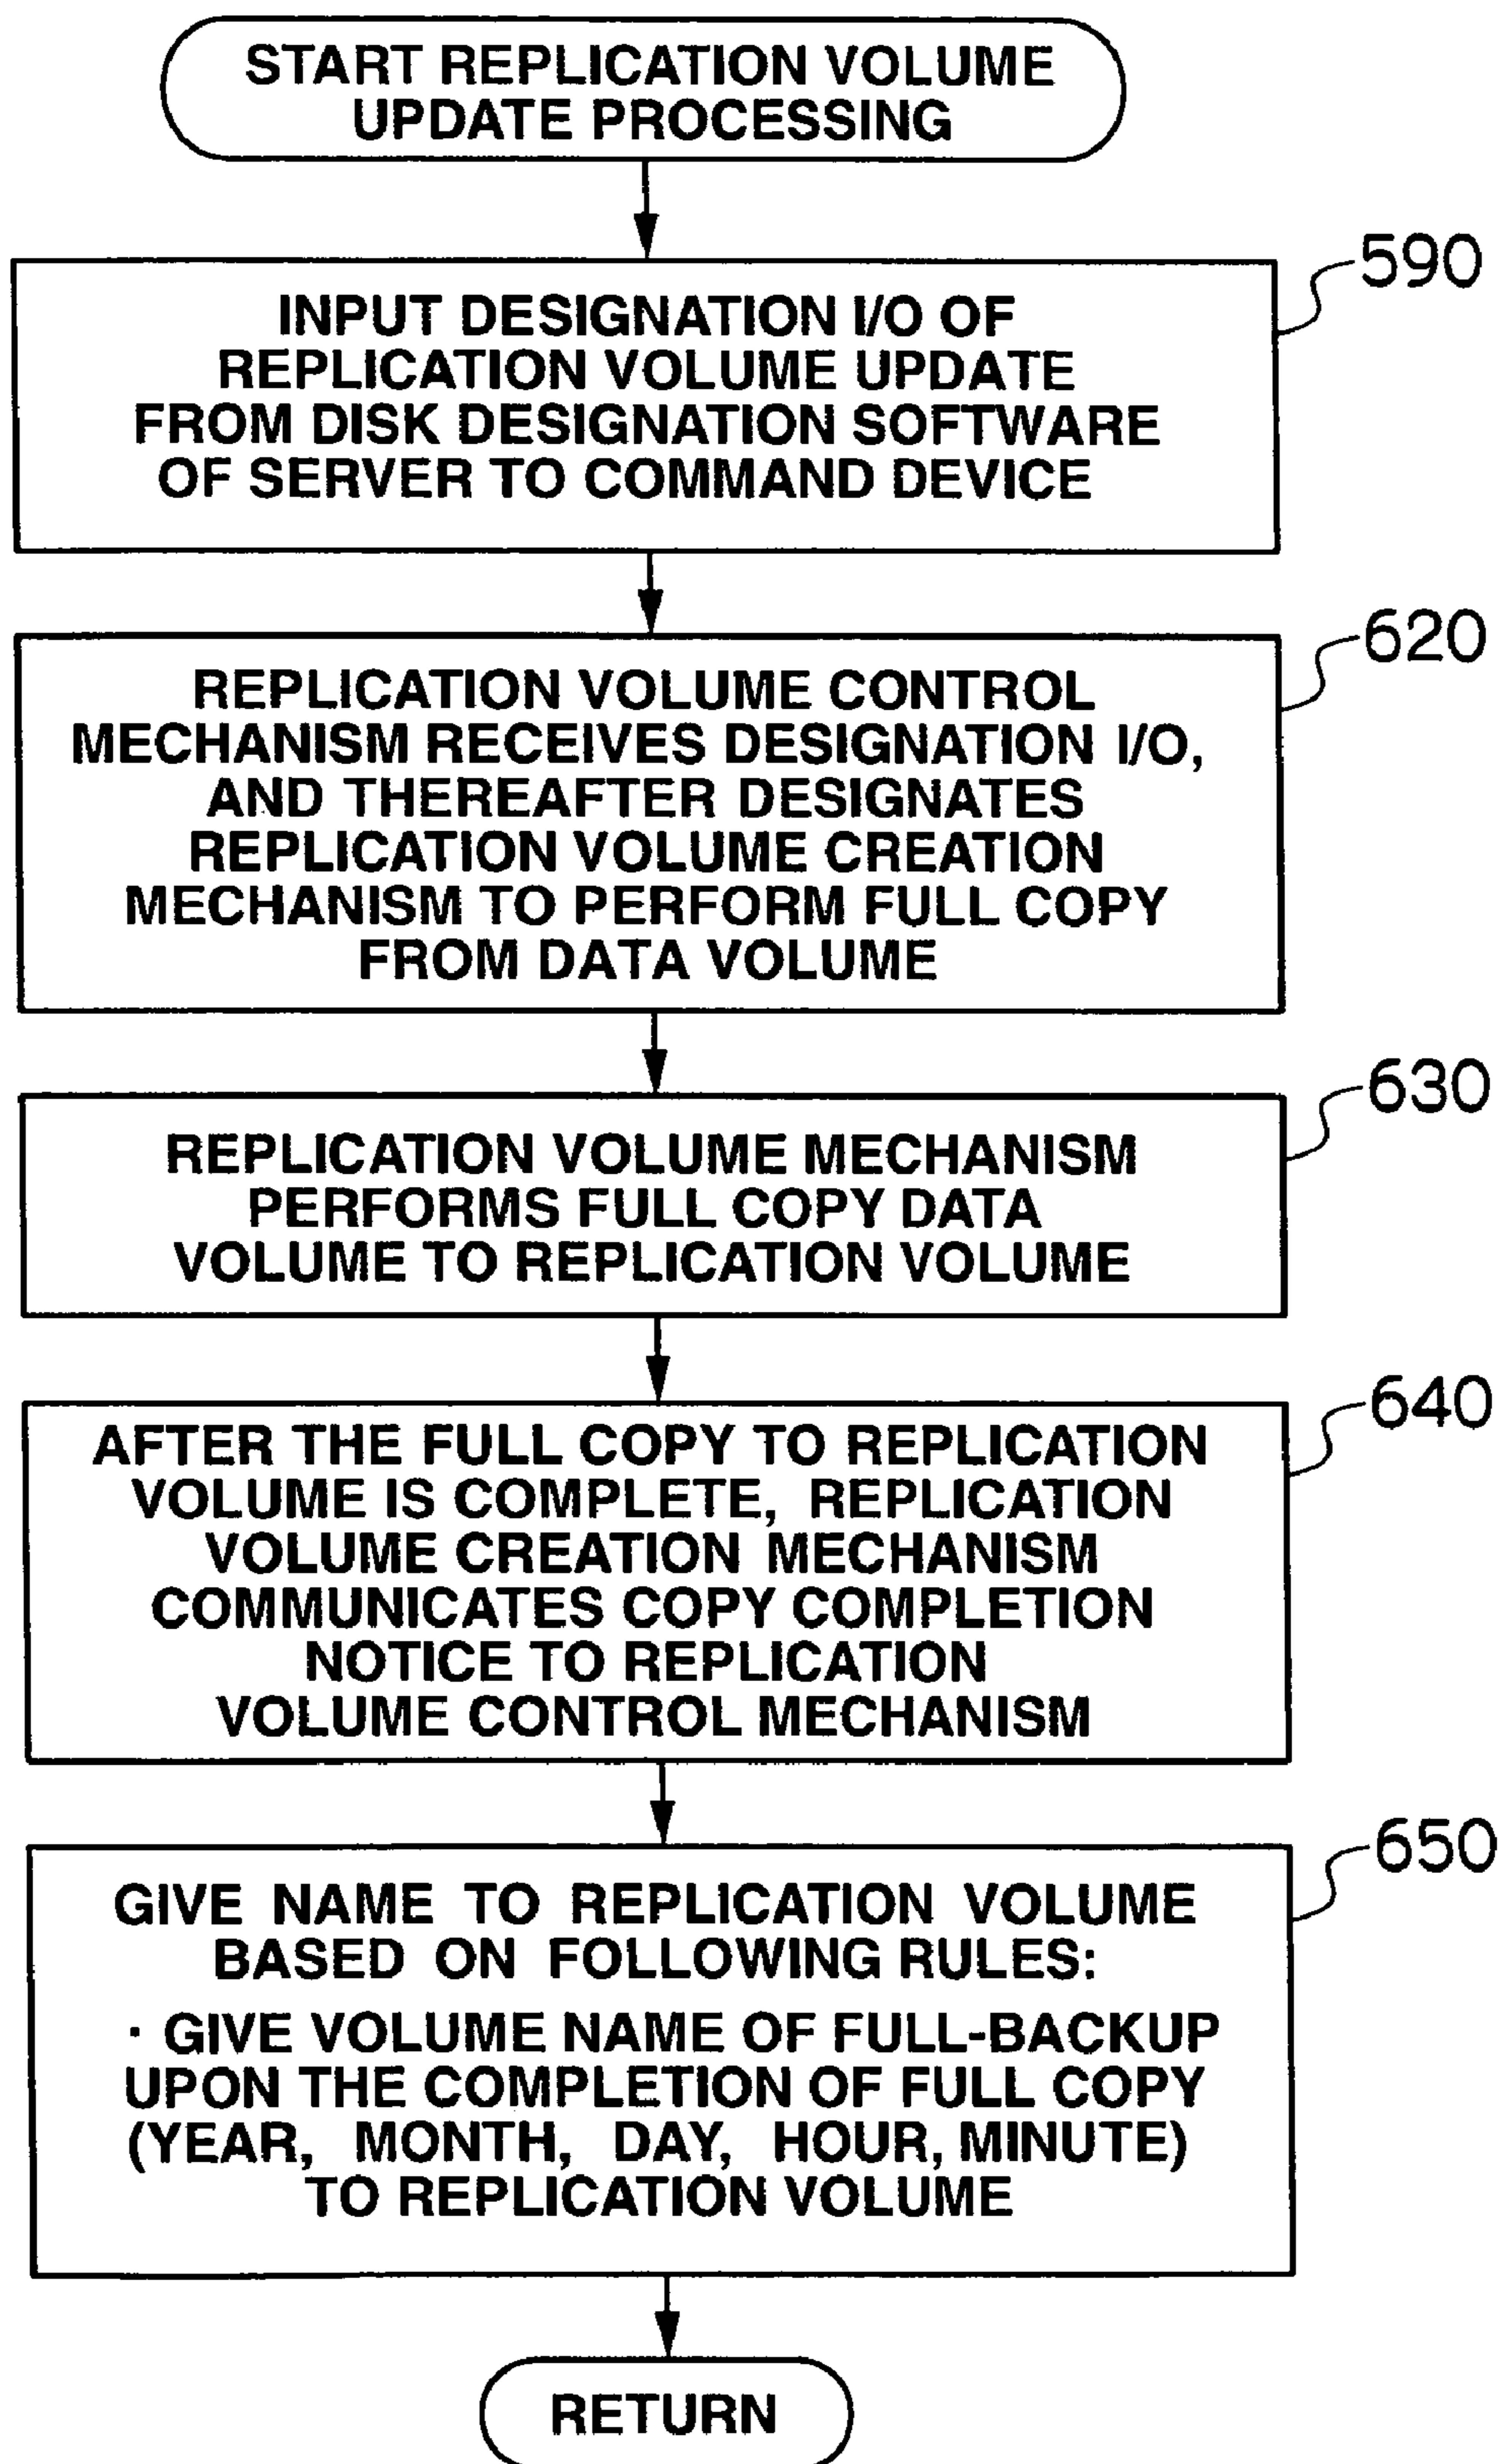 START REPLICATION VOLUME
UPDATE PROCESSING
590
INPUT DESIGNATION I/O OF
REPLICATION VOLUME UPDATE
FROM DISK DESIGNATION SOFTWARE
OF SERVER TO COMMAND DEVICE
620
REPLICATION VOLUME CONTROL
MECHANISM RECEIVES DESIGNATION I/O,
AND THEREAFTER DESIGNATES
REPLICATION VOLUME CREATION
MECHANISM TO PERFORM FULL COPY
FROM DATA VOLUME
630
REPLICATION VOLUME MECHANISM
PERFORMS FULL COPY DATA
VOLUME TO REPLICATION VOLUME
640
AFTER THE FULL COPY TO REPLICATION
VOLUME IS COMPLETE, REPLICATION
VOLUME CREATION MECHANISM
COMMUNICATES COPY COMPLETION
NOTICE TO REPLICATION
VOLUME CONTROL MECHANISM
650
GIVE NAME TO REPLICATION VOLUME
BASED ON FOLLOWING RULES:
· GIVE VOLUME NAME OF FULL-BACKUP
UPON THE COMPLETION OF FULL COPY
(YEAR, MONTH, DAY, HOUR, MINUTE)
TO REPLICATION VOLUME
RETURN